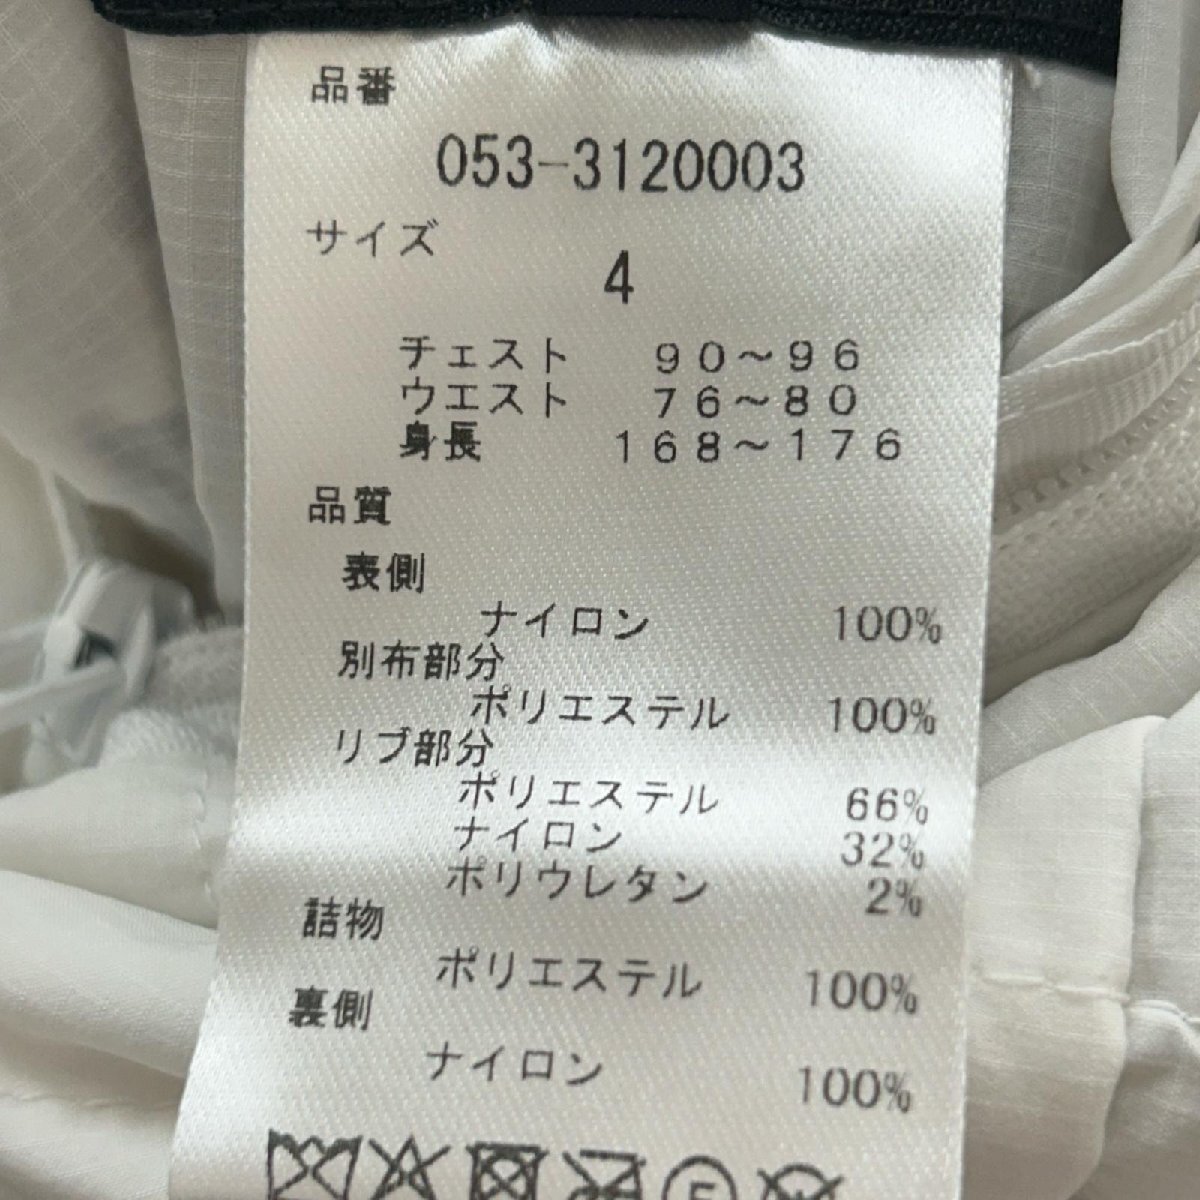 品番
053-3120003
サイズ
4
チェスト 90～96
ウエスト 76～80
身長 168～176
品質
表側
ナイロン 100%
別布部分
ポリエステル 100%
リブ部分
ポリエステル 66%
ナイロン 32%
ポリウレタン 2%
詰物
ポリエステル 100%
裏側
ナイロン 100%